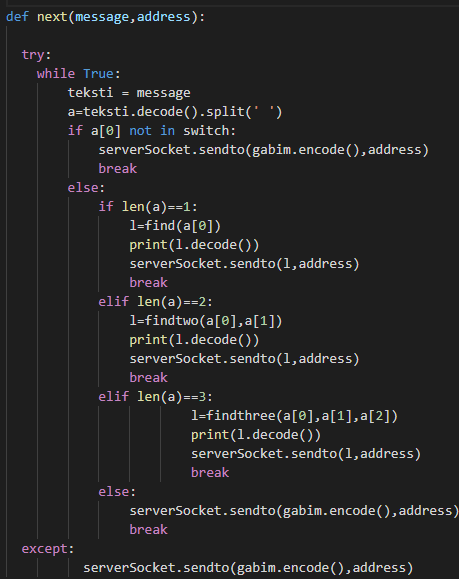 def next(message,address):
try:
while True:
teksti = message
a=teksti.decode().split(' ')
if a[0] not in switch:
serverSocket.sendto(gabim.encode(),address)
break
else:
if len(a)==1:
l=find(a[0])
print(l.decode())
serverSocket.sendto(l,address)
break
elif len(a)==2:
l=findtwo(a[0],a[1])
print(l.decode())
serverSocket.sendto(l,address)
break
elif len(a)==3:
l=findthree(a[0],a[1],a[2])
print(l.decode())
serverSocket.sendto(l,address)
break
else:
serverSocket.sendto(gabim.encode(),address)
break
except:
serverSocket.sendto(gabim.encode(),address)